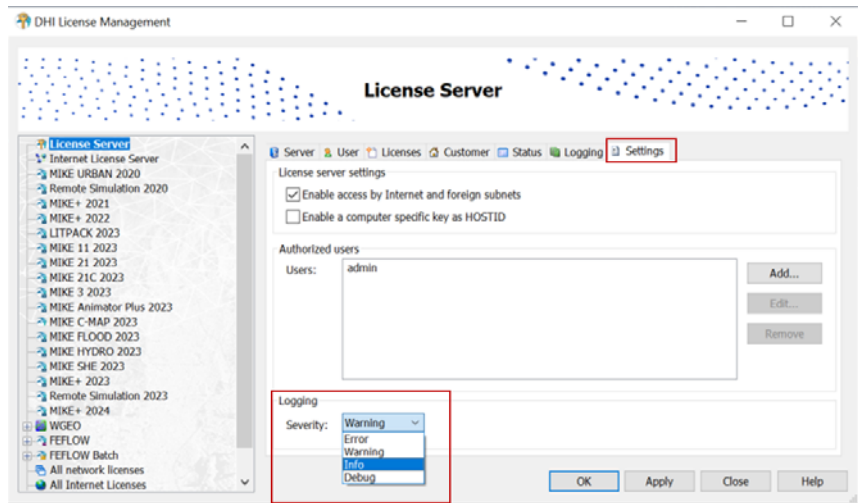 DHI License Management
License Server
License Server
Internet License Server
MIKE URBAN 2020
Remote Simulation 2020
MIKE+ 2021
MIKE+ 2022
LITPACK 2023
MIKE 11 2023
MIKE 21 2023
MIKE 21C 2023
MIKE 3 2023
MIKE Animator Plus 2023
MIKE C-MAP 2023
MIKE FLOOD 2023
MIKE HYDRO 2023
MIKE SHE 2023
MIKE+ 2023
Remote Simulation 2023
MIKE+ 2024
WGEO
FEFLOW
FEFLOW Batch
All network licenses
All Internet Licenses
Server User Licenses Customer Status Logging Settings
License server settings
Enable access by Internet and foreign subnets
Enable a computer specific key as HOSTID
Authorized users
Users: admin
Add...
Edit...
Remove
Logging
Severity: Warning
Error
Warning
Info
Debug
OK Apply Close Help